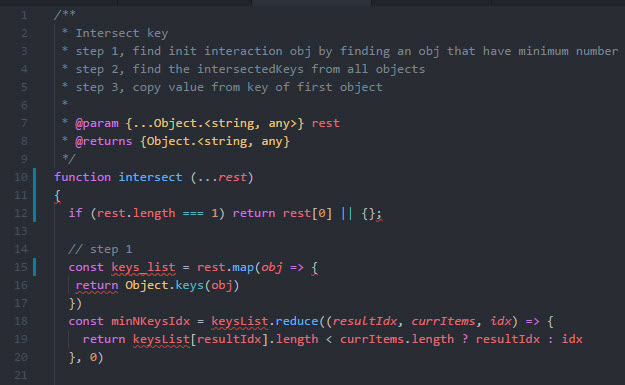 1 /**
2 * Intersect key
3 * step 1, find init interaction obj by finding an obj that have minimum number
4 * step 2, find the intersectedKeys from all objects
5 * step 3, copy value from key of first object
6 *
7 * @param {...Object.<string, any>} rest
8 * @returns {Object.<string, any}
9 */
10 function intersect (...rest)
11 {
12 if (rest.length === 1) return rest[0] || {};
13
14 // step 1
15 const keys_list = rest.map(obj => {
16 return Object.keys(obj)
17 })
18 const minNKeysIdx = keysList.reduce((resultIdx, currItems, idx) => {
19 return keysList[resultIdx].length < currItems.length ? resultIdx : idx
20 }, 0)
21